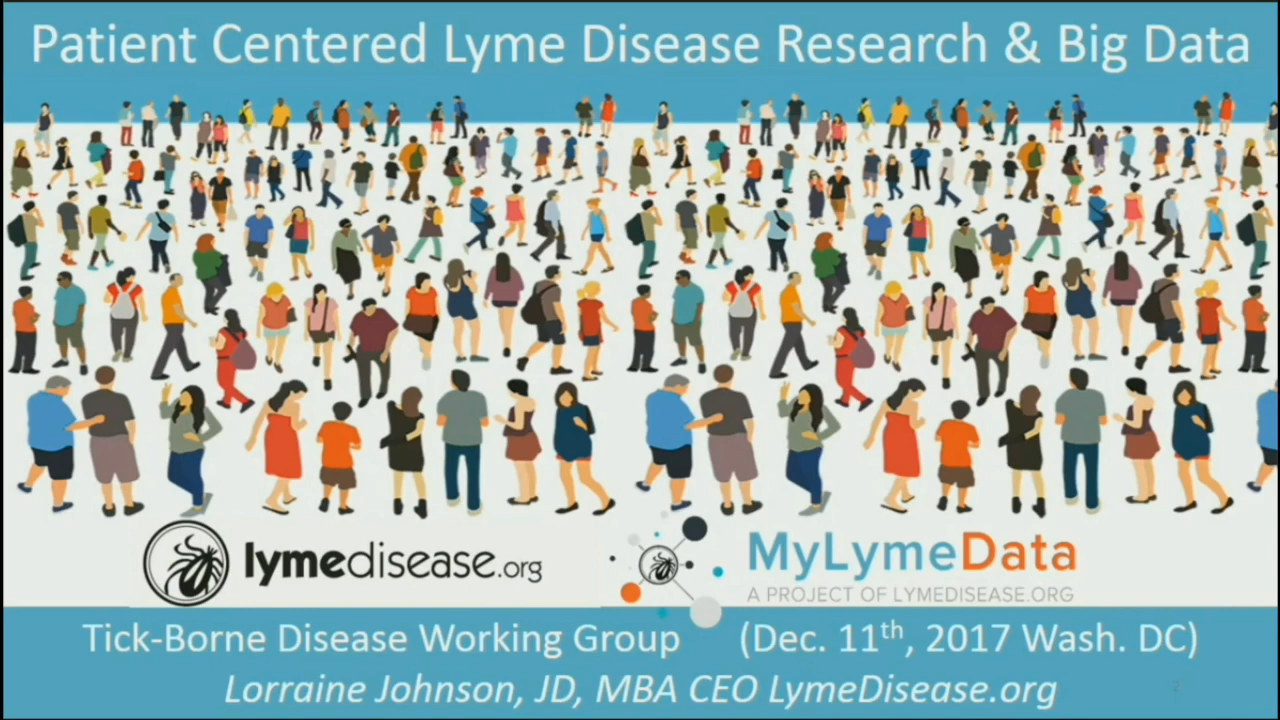 Patient Centered Lyme Disease Research & Big Data
lymedisease.org
MyLymeData
A PROJECT OF LYMEDISEASE.ORG
Tick-Borne Disease Working Group (Dec. 11th, 2017 Wash. DC)
Lorraine Johnson, JD, MBA CEO LymeDisease.org